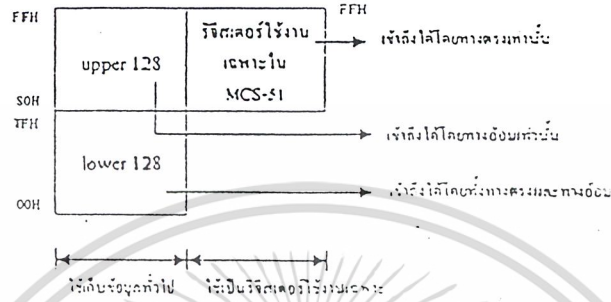 FFH
FFH
รีจิสเตอร์ใช้งาน
เฉพาะใน
MCS-51
เข้าถึงได้โดยทางตรงเท่านั้น
upper 128
80H
7FH
เข้าถึงได้โดยทางอ้อมเท่านั้น
lower 128
เข้าถึงได้โดยทั้งทางตรงและทางอ้อม
00H
ใช้เก็บข้อมูลทั่วไป
ใช้เป็นรีจิสเตอร์ใช้งานเฉพาะ